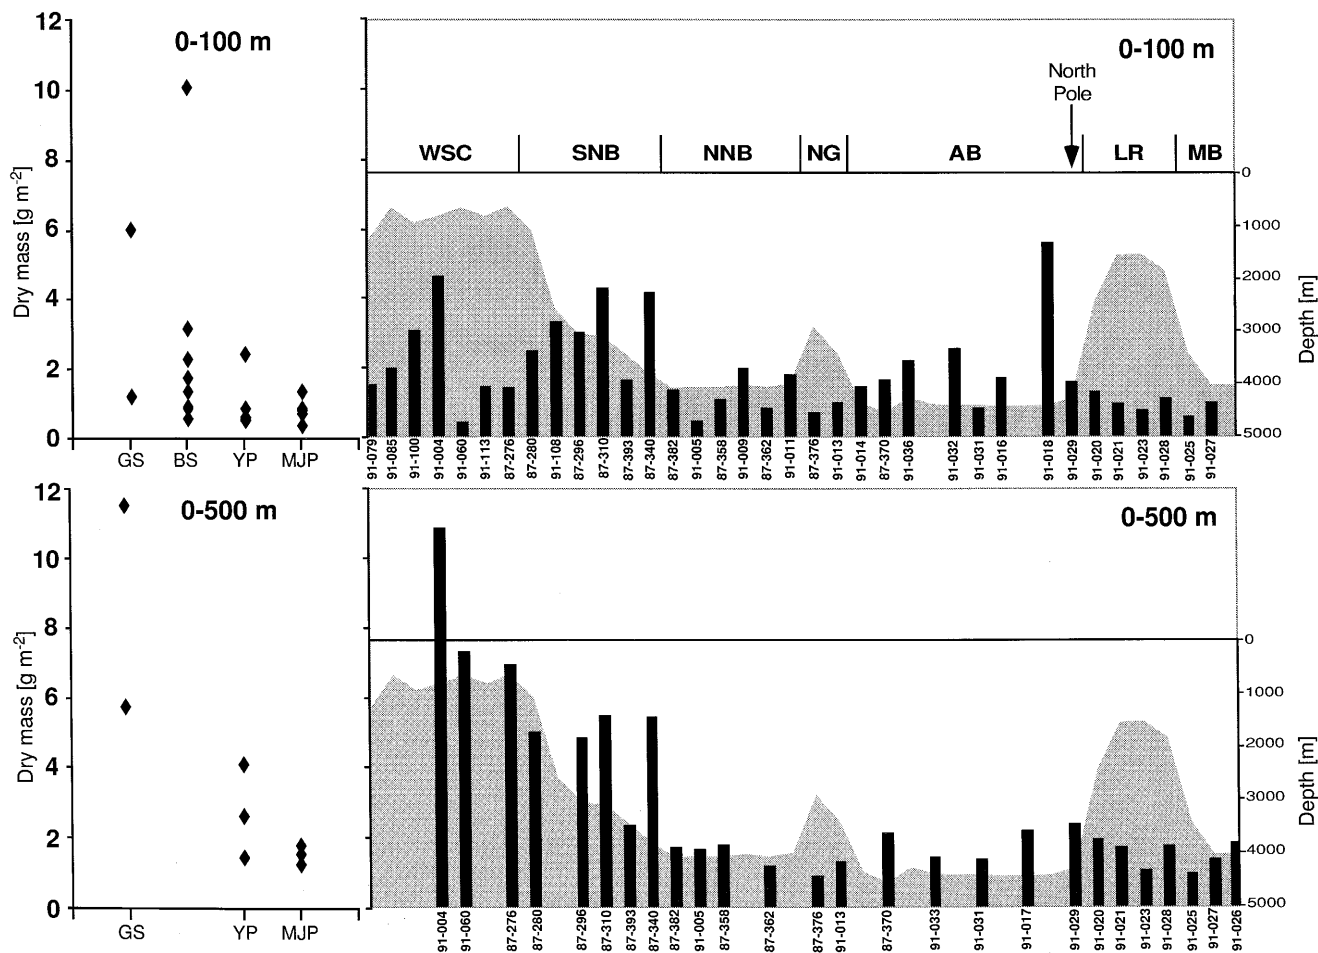 0-100 m
12
10
8
6
4
2
0
Dry mass [g m-2]
GS BS YP MJP
0-100 m
North
Pole
WSC SNB NNB NG AB LR MB
0
1000
2000
3000
4000
5000
Depth [m]
91-079 91-085 91-100 91-004 91-060 91-113 87-276 87-280 91-108 87-296 87-310 87-393 87-340 87-382 91-005 87-358 91-009 87-362 91-011 87-376 91-013 91-014 87-370 91-036 91-032 91-031 91-016 91-018 91-029 91-020 91-021 91-023 91-028 91-025 91-027
0-500 m
12
10
8
6
4
2
0
Dry mass [g m-2]
GS YP MJP
0-500 m
0
1000
2000
3000
4000
5000
Depth [m]
91-004 91-060 87-276 87-280 87-296 87-310 87-393 87-340 87-382 91-005 87-358 87-362 87-376 91-013 87-370 91-033 91-031 91-017 91-029 91-020 91-021 91-023 91-028 91-025 91-027 91-026